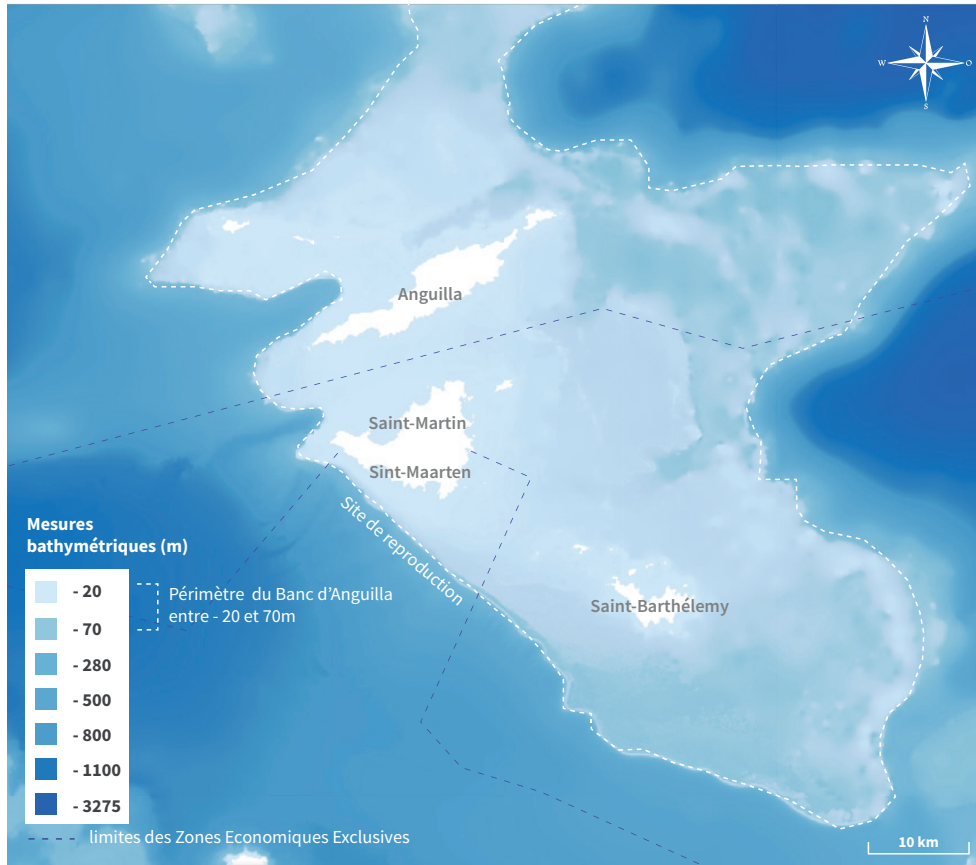 N
W
O
S
Anguilla
Saint-Martin
Sint-Maarten
Site de reproduction
Saint-Barthélemy
Mesures
bathymétriques (m)
- 20
- 70
- 280
- 500
- 800
- 1100
- 3275
Périmètre du Banc d’Anguilla
entre - 20 et 70m
limites des Zones Economiques Exclusives
10 km